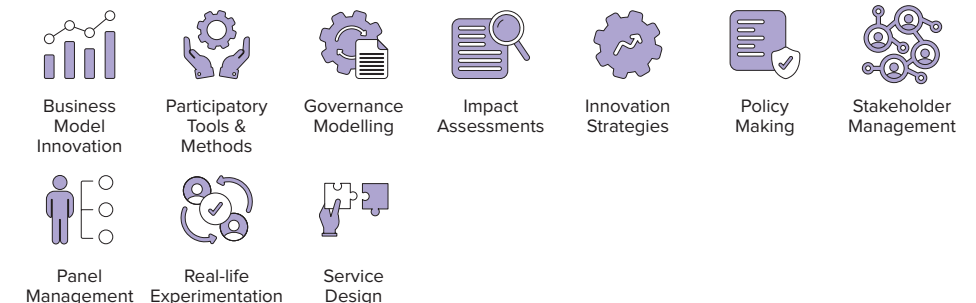 Business
Model
Innovation
Participatory
Tools &
Methods
Governance
Modelling
Impact
Assessments
Innovation
Strategies
Policy
Making
Stakeholder
Management
Panel
Management
Real-life
Experimentation
Service
Design